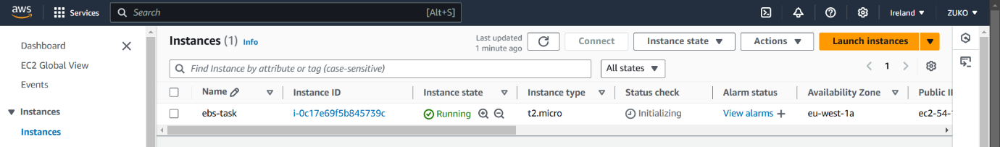 aws
Services
Search
[Alt+S]
Ireland
ZUKO
Dashboard
EC2 Global View
Events
Instances
Instances
Instances (1) Info
Last updated
1 minute ago
Connect
Instance state
Actions
Launch instances
Find Instance by attribute or tag (case-sensitive)
All states
1
Name
Instance ID
Instance state
Instance type
Status check
Alarm status
Availability Zone
Public
ebs-task
i-0c17e69f5b845739c
Running
t2.micro
Initializing
View alarms
eu-west-1a
ec2-54-